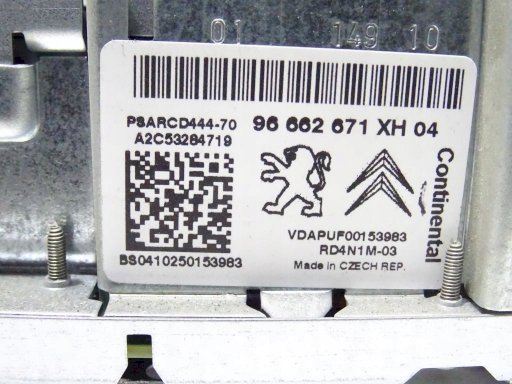 01 149 10
PSARCD444-70 96 662 671 XH 04
A2C53284719
Continental
VDAPUF00153983
RD4N1M-03
BS0410250153983
Made in CZECH REP.